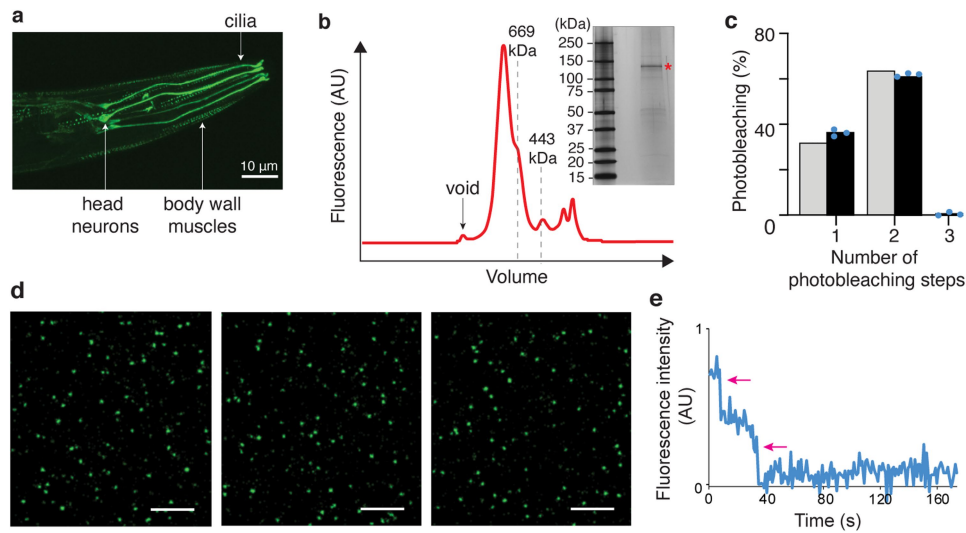 a
cilia
10 µm
head
neurons
body wall
muscles
b
Fluorescence (AU)
669
kDa
443
kDa
void
Volume
(kDa)
250
150
100
75
50
37
25
20
15
*
c
Photobleaching (%)
80
40
0
1 2 3
Number of
photobleaching steps
d
e
Fluorescence intensity
(AU)
1
0
0 40 80 120 160
Time (s)